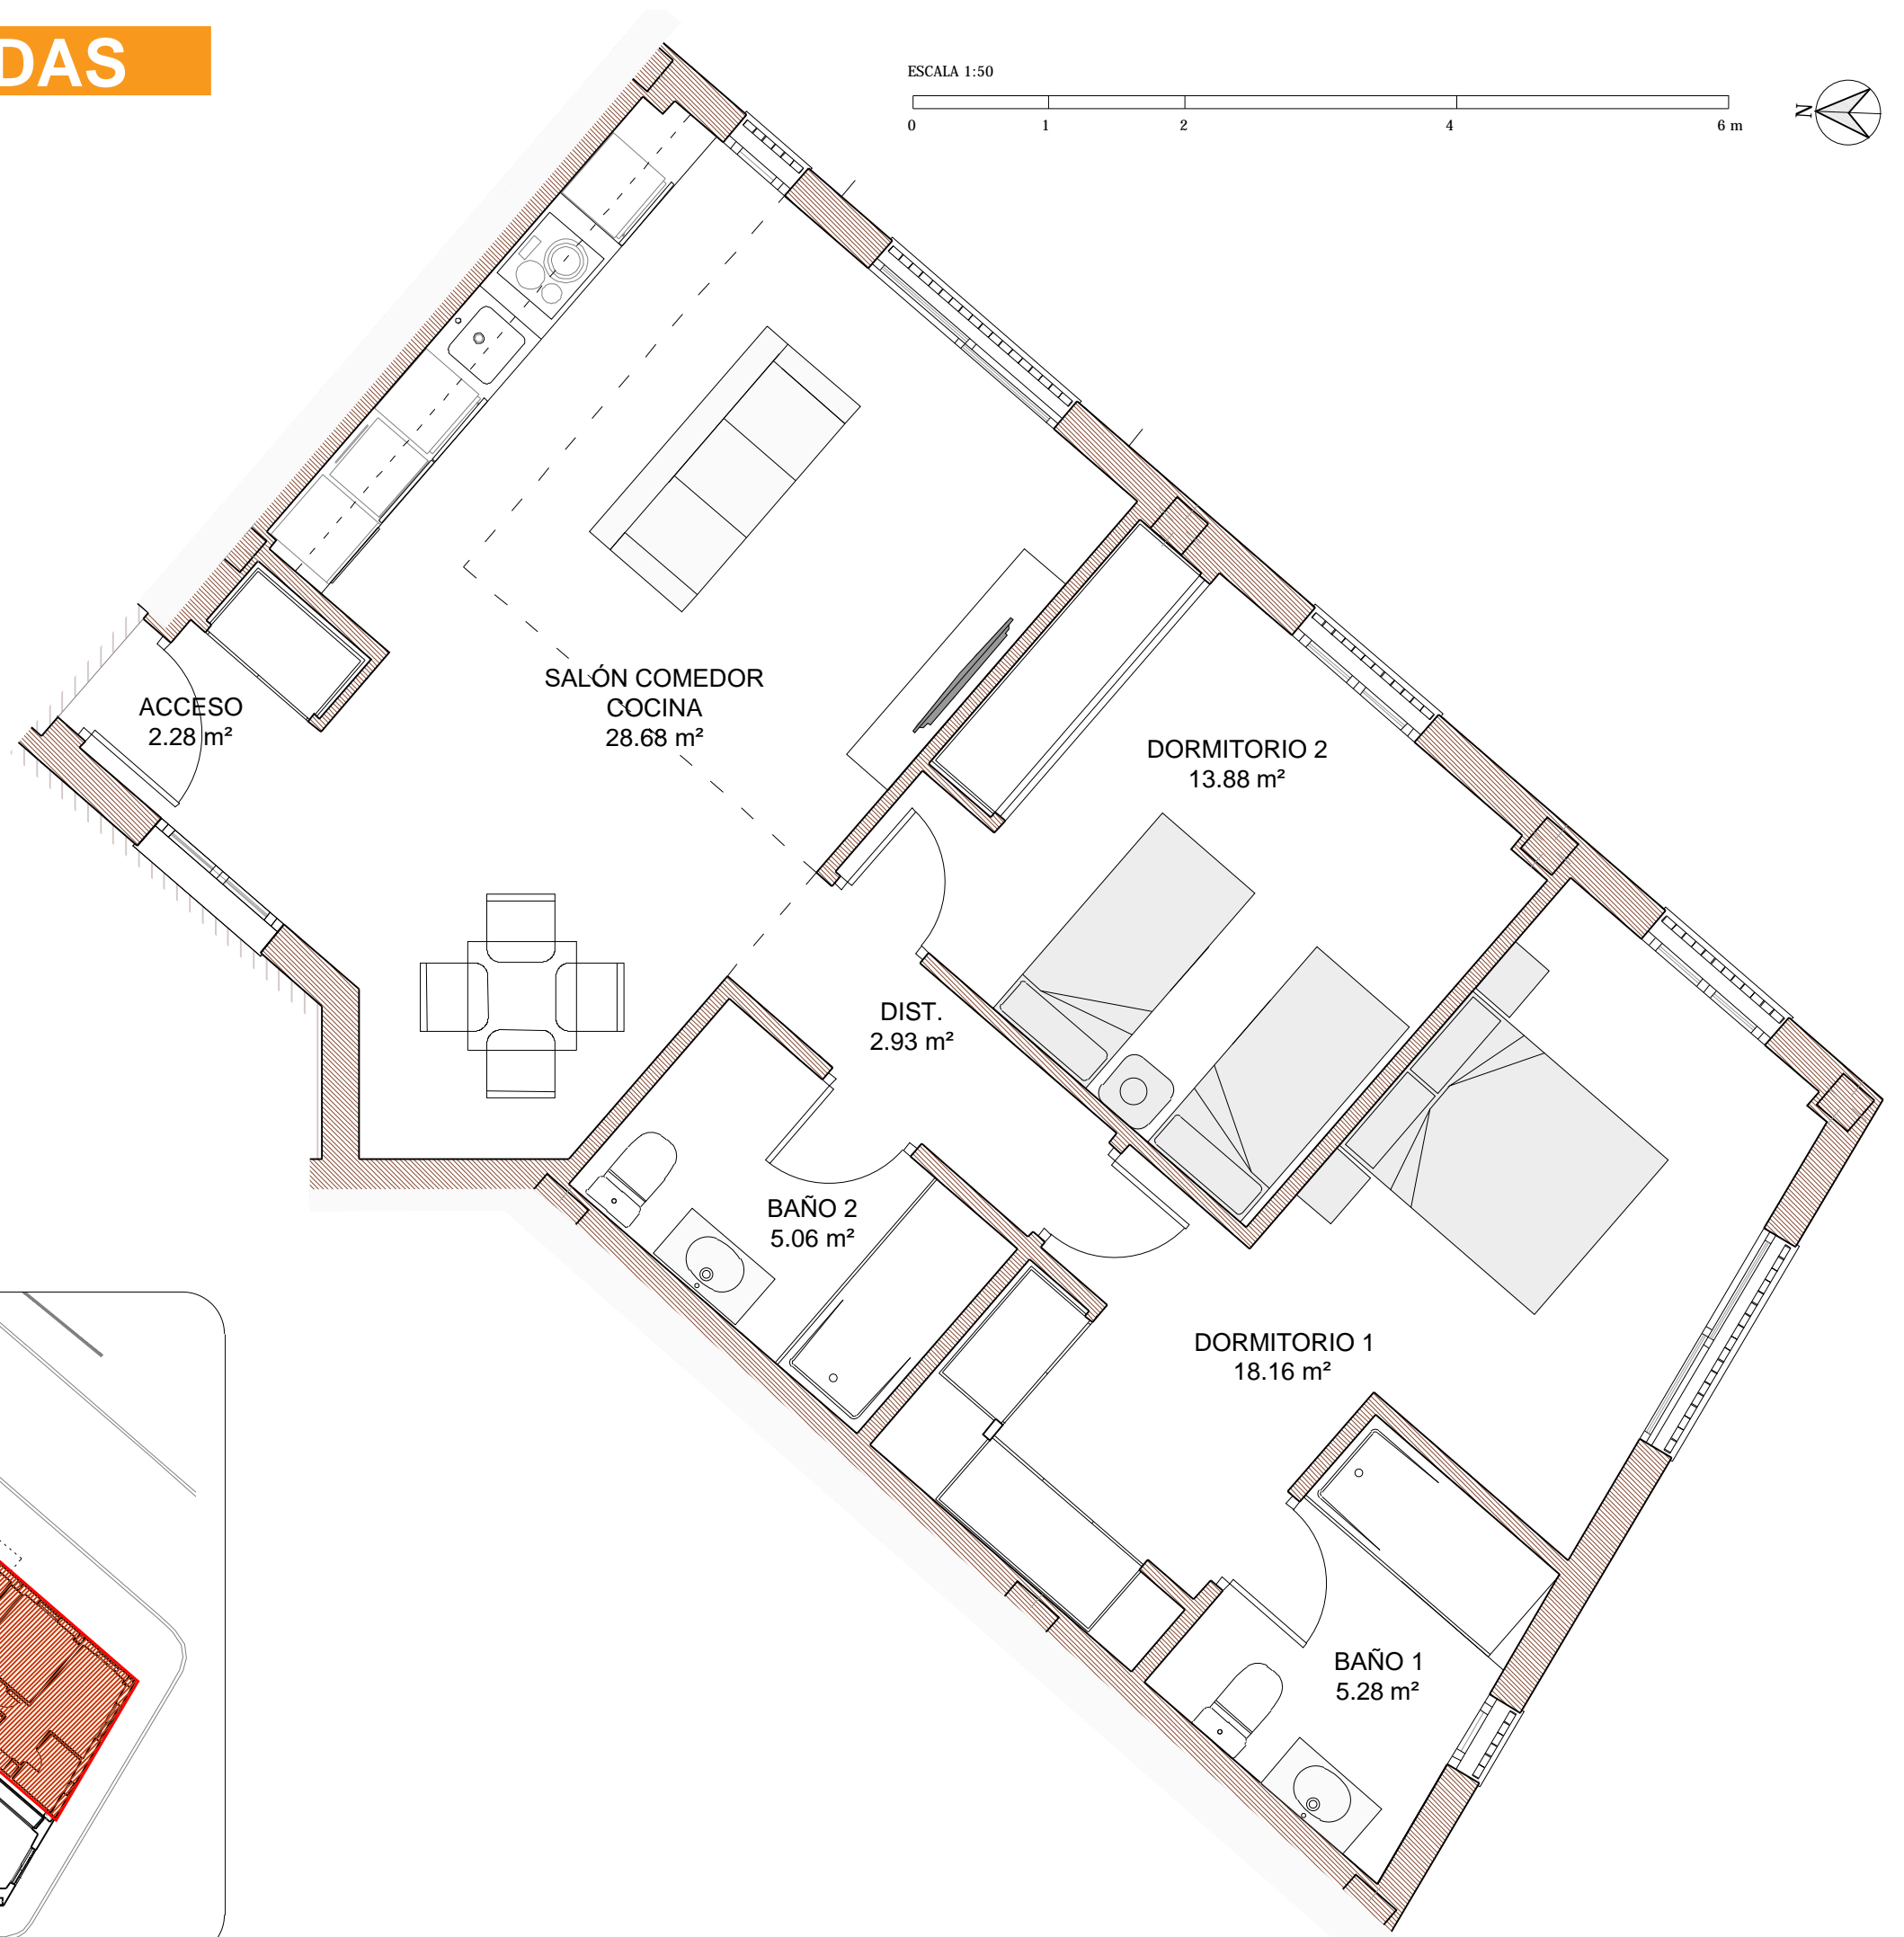 DAS
ESCALA 1:50
0 1 2 4 6 m
N
SALÓN COMEDOR
COCINA
28.68 m²
ACCESO
2.28 m²
DORMITORIO 2
13.88 m²
DIST.
2.93 m²
BAÑO 2
5.06 m²
DORMITORIO 1
18.16 m²
BAÑO 1
5.28 m²